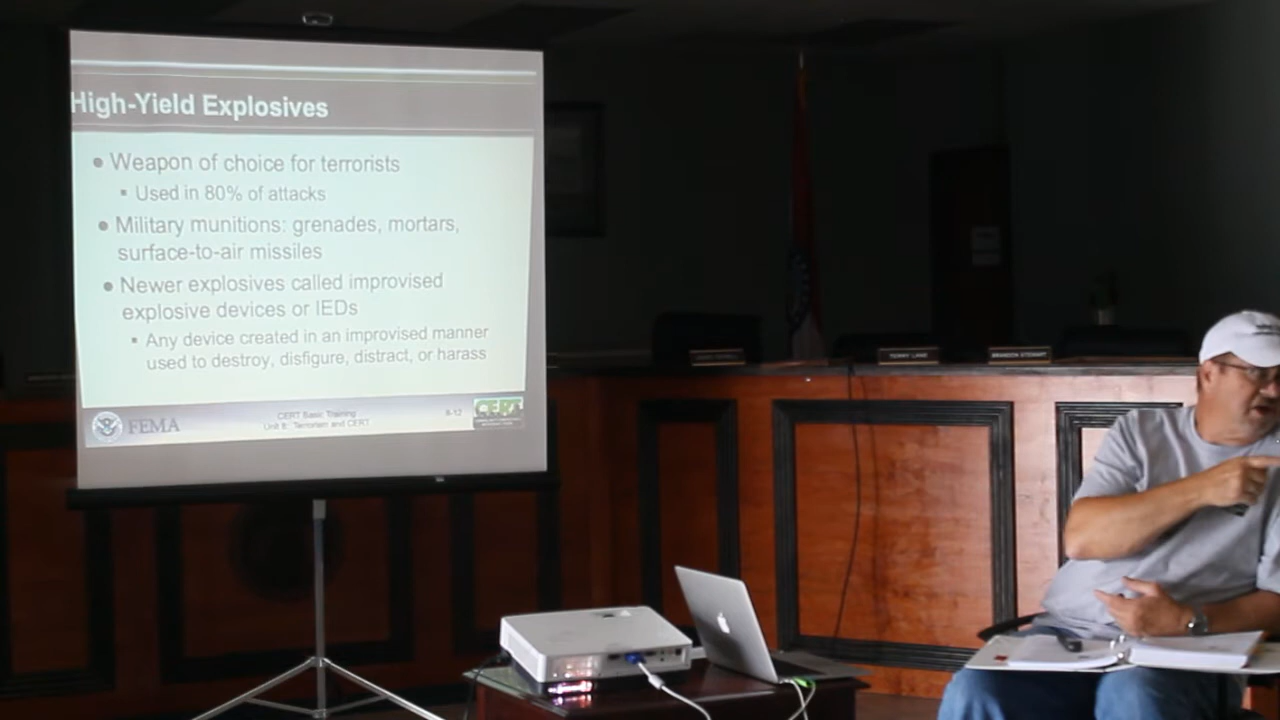 High-Yield Explosives
• Weapon of choice for terrorists
▪ Used in 80% of attacks
• Military munitions: grenades, mortars,
surface-to-air missiles
• Newer explosives called improvised
explosive devices or IEDs
▪ Any device created in an improvised manner
used to destroy, disfigure, distract, or harass
FEMA
CERT Basic Training
Unit 8: Terrorism and CERT
8-12
CERT
TERRY LANE
BRANDON STEWART